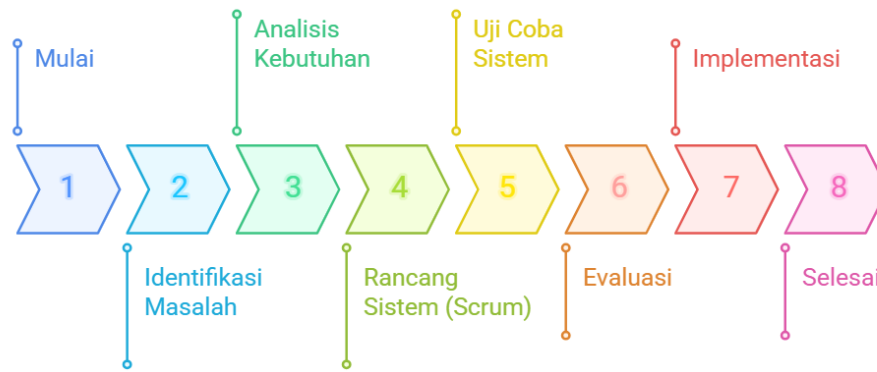 Mulai
Analisis
Kebutuhan
Uji Coba
Sistem
Implementasi
1
2
3
4
5
6
7
8
Identifikasi
Masalah
Rancang
Sistem (Scrum)
Evaluasi
Selesai